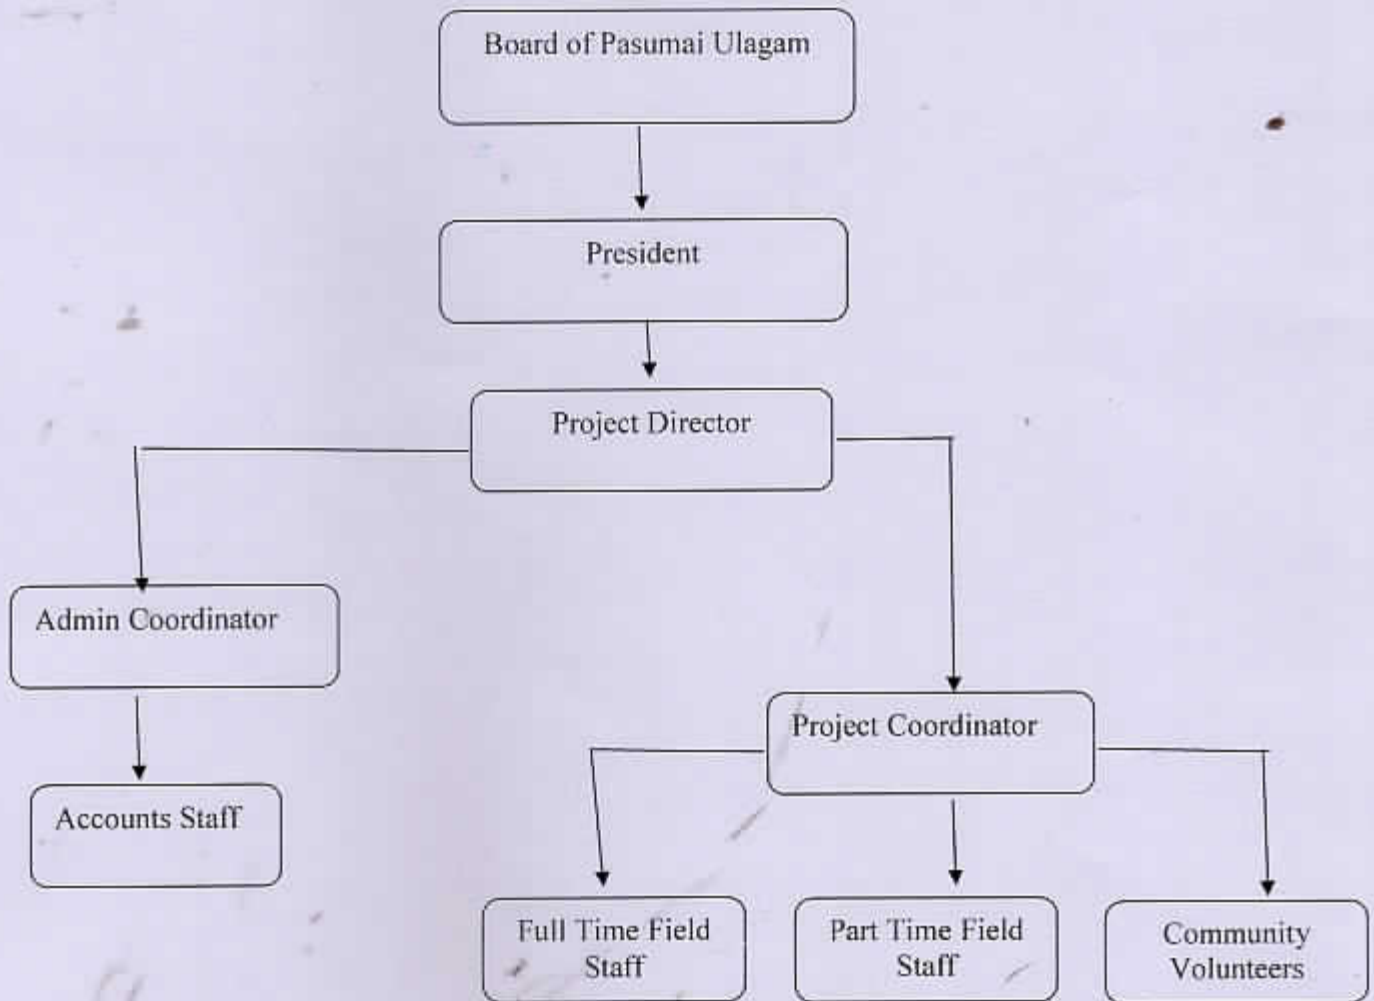 Board of Pasumai Ulagam
President
Project Director
Admin Coordinator
Project Coordinator
Accounts Staff
Full Time Field
Staff
Part Time Field
Staff
Community
Volunteers